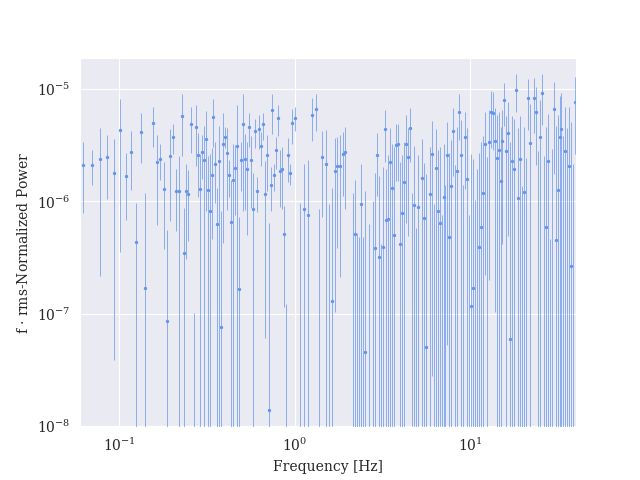 10⁻⁵
10⁻⁶
10⁻⁷
10⁻⁸
f · rms-Normalized Power
10⁻¹ 10⁰ 10¹
Frequency [Hz]